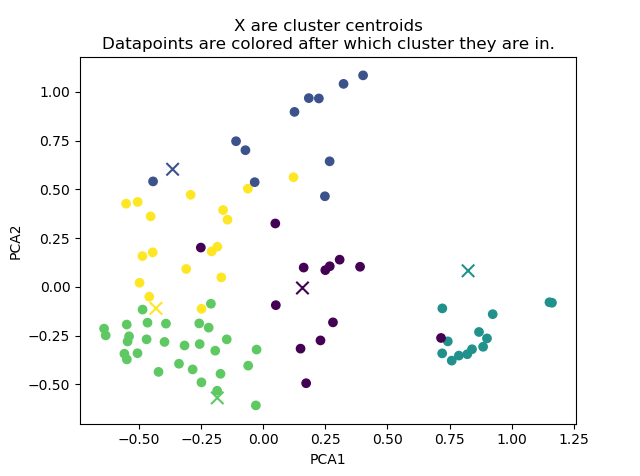 X are cluster centroids
Datapoints are colored after which cluster they are in.
1.00
0.75
0.50
0.25
0.00
−0.25
−0.50
PCA2
−0.50 −0.25 0.00 0.25 0.50 0.75 1.00 1.25
PCA1